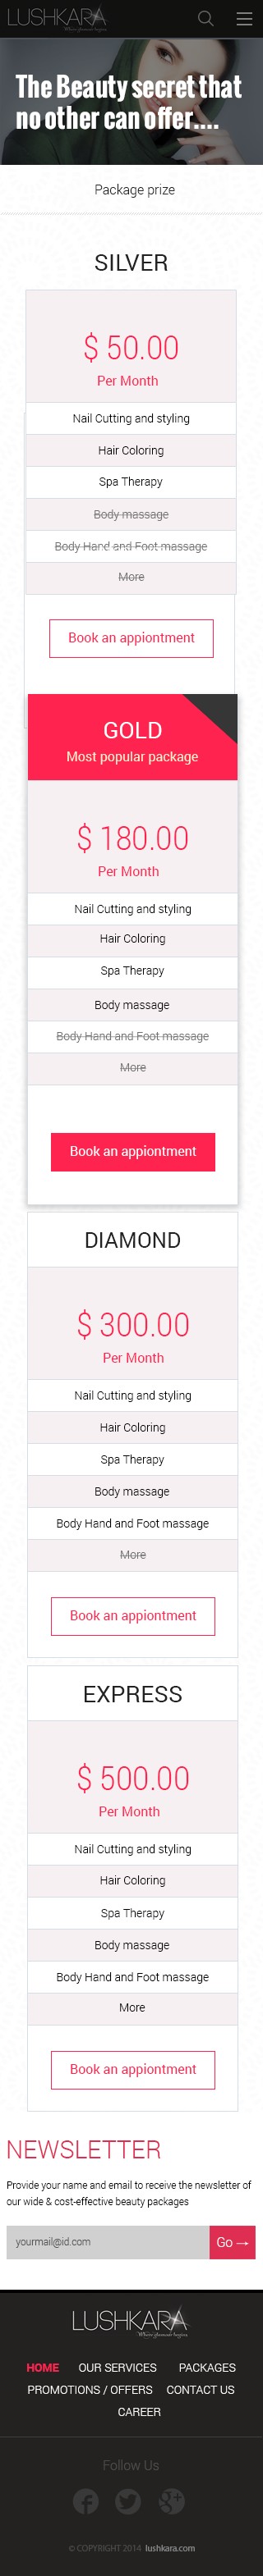 LUSHKARA
The Beauty secret that
no other can offer....
Package prize
SILVER
$ 50.00
Per Month
Nail Cutting and styling
Hair Coloring
Spa Therapy
Body massage
Body Hand and Foot massage
More
Book an appiontment
GOLD
Most popular package
$ 180.00
Per Month
Nail Cutting and styling
Hair Coloring
Spa Therapy
Body massage
Body Hand and Foot massage
More
Book an appiontment
DIAMOND
$ 300.00
Per Month
Nail Cutting and styling
Hair Coloring
Spa Therapy
Body massage
Body Hand and Foot massage
More
Book an appiontment
EXPRESS
$ 500.00
Per Month
Nail Cutting and styling
Hair Coloring
Spa Therapy
Body massage
Body Hand and Foot massage
More
Book an appiontment
NEWSLETTER
Provide your name and email to receive the newsletter of
our wide & cost-effective beauty packages
yourmail@id.com Go →
LUSHKARA
HOME OUR SERVICES PACKAGES
PROMOTIONS / OFFERS CONTACT US
CAREER
Follow Us
© COPYRIGHT 2014 lushkara.com